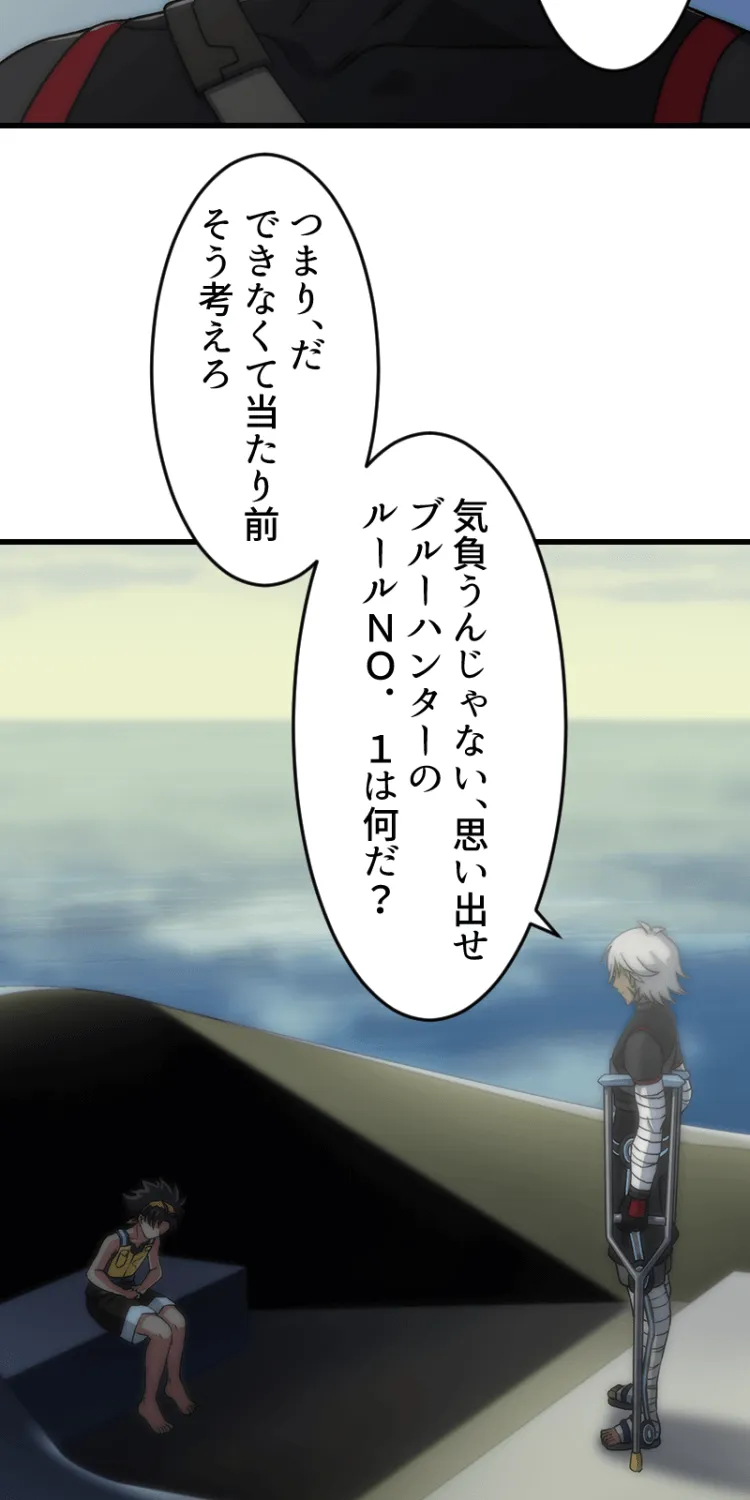 つまり、だ
できなくて当たり前
そう考えろ
気負うんじゃない、思い出せ
ブルーハンターの
ルールＮＯ．１は何だ？